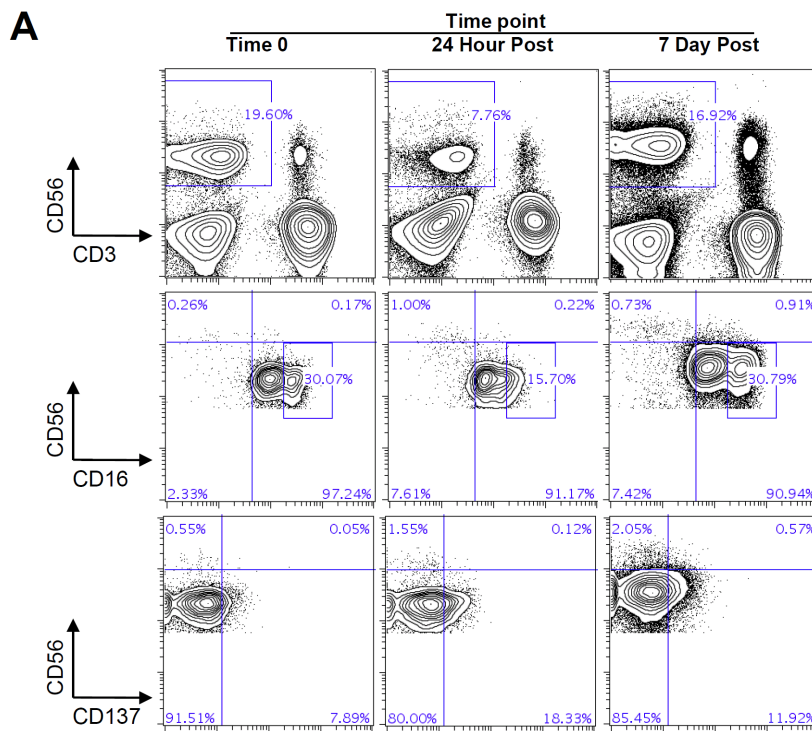 A
Time point
Time 0 24 Hour Post 7 Day Post
19.60% 7.76% 16.92%
CD56
CD3
0.26% 0.17% 1.00% 0.22% 0.73% 0.91%
30.07% 15.70% 30.79%
CD56
CD16
2.33% 97.24% 7.61% 91.17% 7.42% 90.94%
0.55% 0.05% 1.55% 0.12% 2.05% 0.57%
CD56
CD137
91.51% 7.89% 80.00% 18.33% 85.45% 11.92%